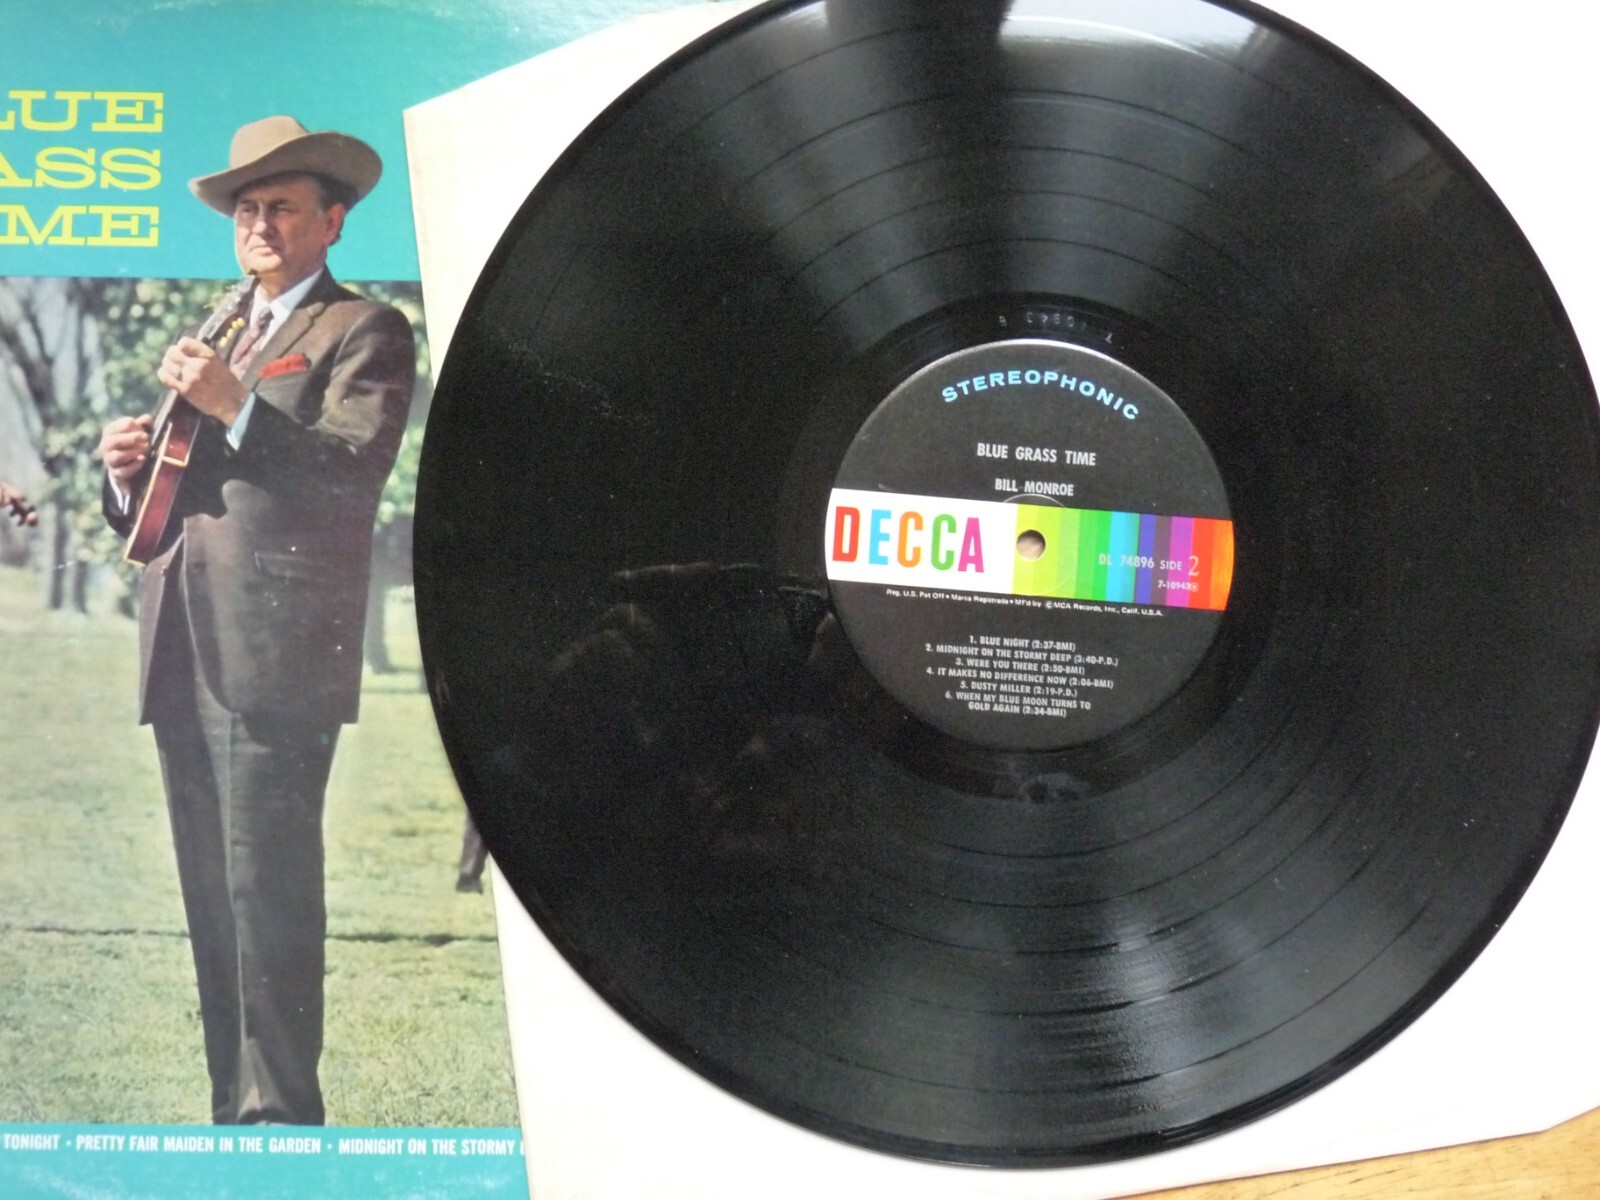 LUE
ASS
ME
TONIGHT • PRETTY FAIR MAIDEN IN THE GARDEN • MIDNIGHT ON THE STORMY
STEREOPHONIC
BLUE GRASS TIME
BILL MONROE
DECCA
DL 74896 SIDE 2
7-10943
Reg. U.S. Pat Off • Marca Registrada • Mf'd by ©MCA Records, Inc., Calif. U.S.A.
1. BLUE NIGHT (2:37-BMI)
2. MIDNIGHT ON THE STORMY DEEP (3:40-P.D.)
3. WERE YOU THERE (2:50-BMI)
4. IT MAKES NO DIFFERENCE NOW (2:06-BMI)
5. DUSTY MILLER (2:19-P.D.)
6. WHEN MY BLUE MOON TURNS TO
GOLD AGAIN (2:34-BMI)